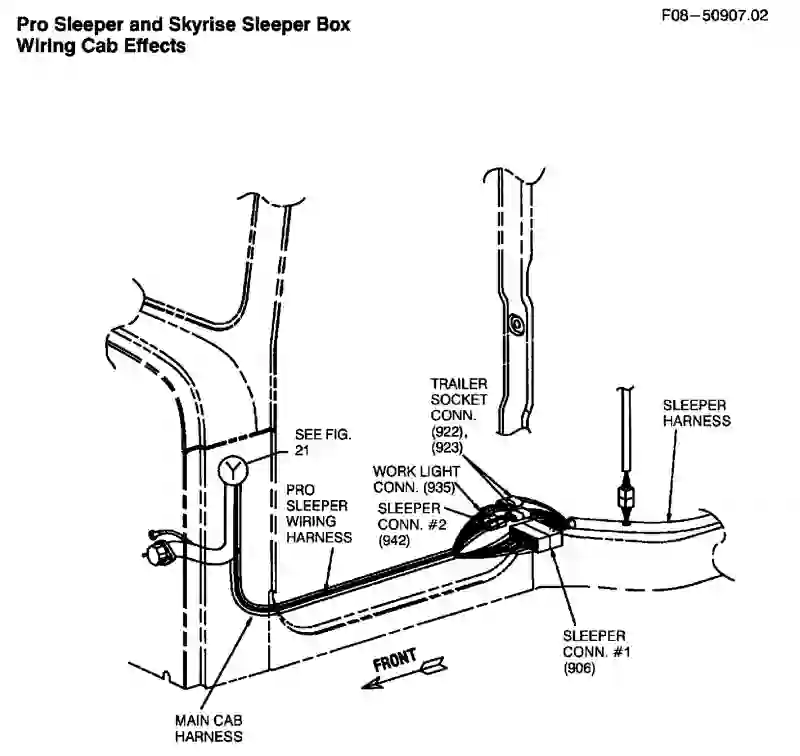 Pro Sleeper and Skyrise Sleeper Box
Wiring Cab Effects
F08-50907.02
TRAILER
SOCKET
CONN.
(922),
(923)
SLEEPER
HARNESS
SEE FIG.
21
Y
WORK LIGHT
CONN. (935)
PRO
SLEEPER
WIRING
HARNESS
SLEEPER
CONN. #2
(942)
SLEEPER
CONN. #1
(906)
FRONT
MAIN CAB
HARNESS